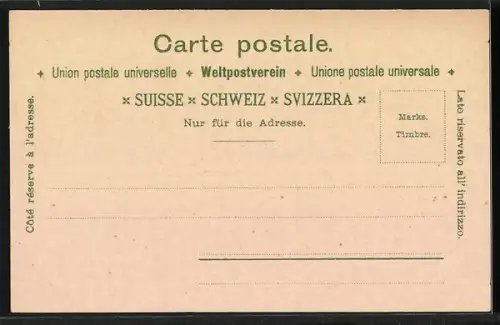 Carte postale.
✦ Union postale universelle ✦ Weltpostverein ✦ Unione postale universale ✦
× SUISSE × SCHWEIZ × SVIZZERA ×
Nur für die Adresse.
Marke.
Timbre.
Côté réservé à l'adresse.
Lato riservato all' indirizzo.